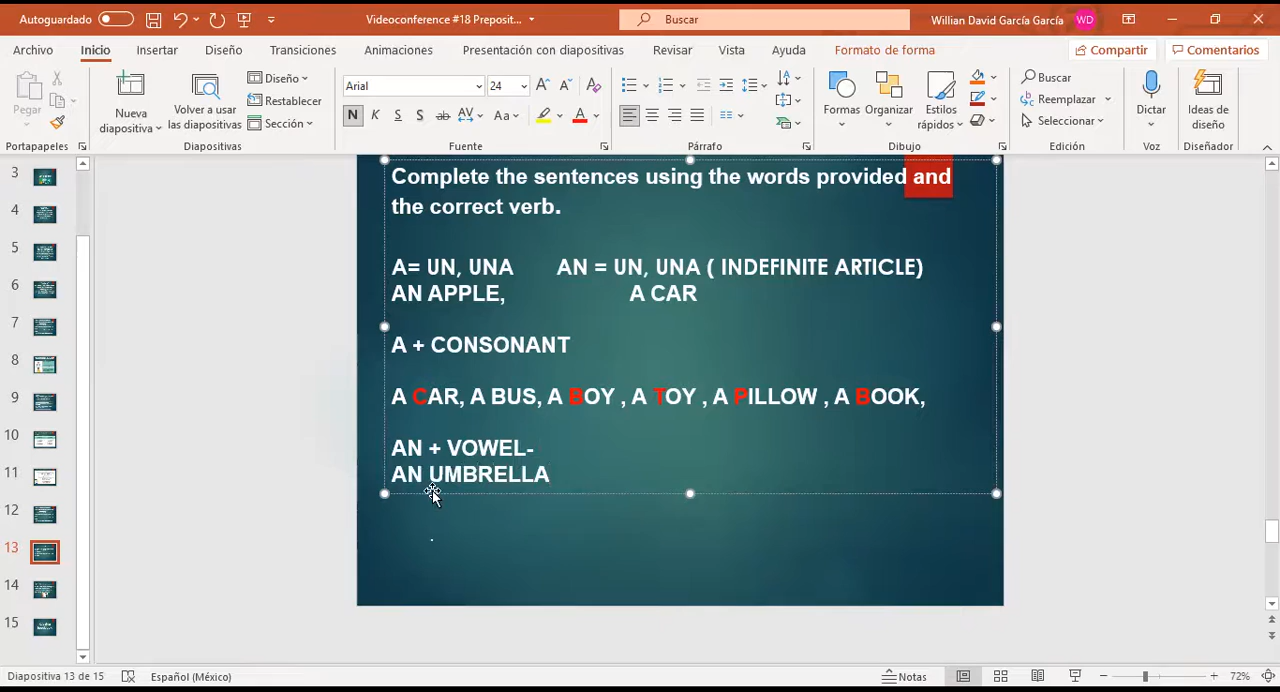 Autoguardado
Videoconference #18 Preposit...
Buscar
Willian David García García
WD
Archivo
Inicio
Insertar
Diseño
Transiciones
Animaciones
Presentación con diapositivas
Revisar
Vista
Ayuda
Formato de forma
Compartir
Comentarios
Pegar
Nueva diapositiva
Volver a usar las diapositivas
Diseño
Restablecer
Sección
Arial
24
N K S S ab AV Aa
A
Formas
Organizar
Estilos rápidos
Buscar
Reemplazar
Seleccionar
Dictar
Ideas de diseño
Portapapeles
Diapositivas
Fuente
Párrafo
Dibujo
Edición
Voz
Diseñador
3
4
5
6
7
8
9
10
11
12
13
14
15
Complete the sentences using the words provided and
the correct verb.
A= UN, UNA AN = UN, UNA ( INDEFINITE ARTICLE)
AN APPLE, A CAR
A + CONSONANT
A CAR, A BUS, A BOY , A TOY , A PILLOW , A BOOK,
AN + VOWEL-
AN UMBRELLA
.
Diapositiva 13 de 15
Español (México)
Notas
72%